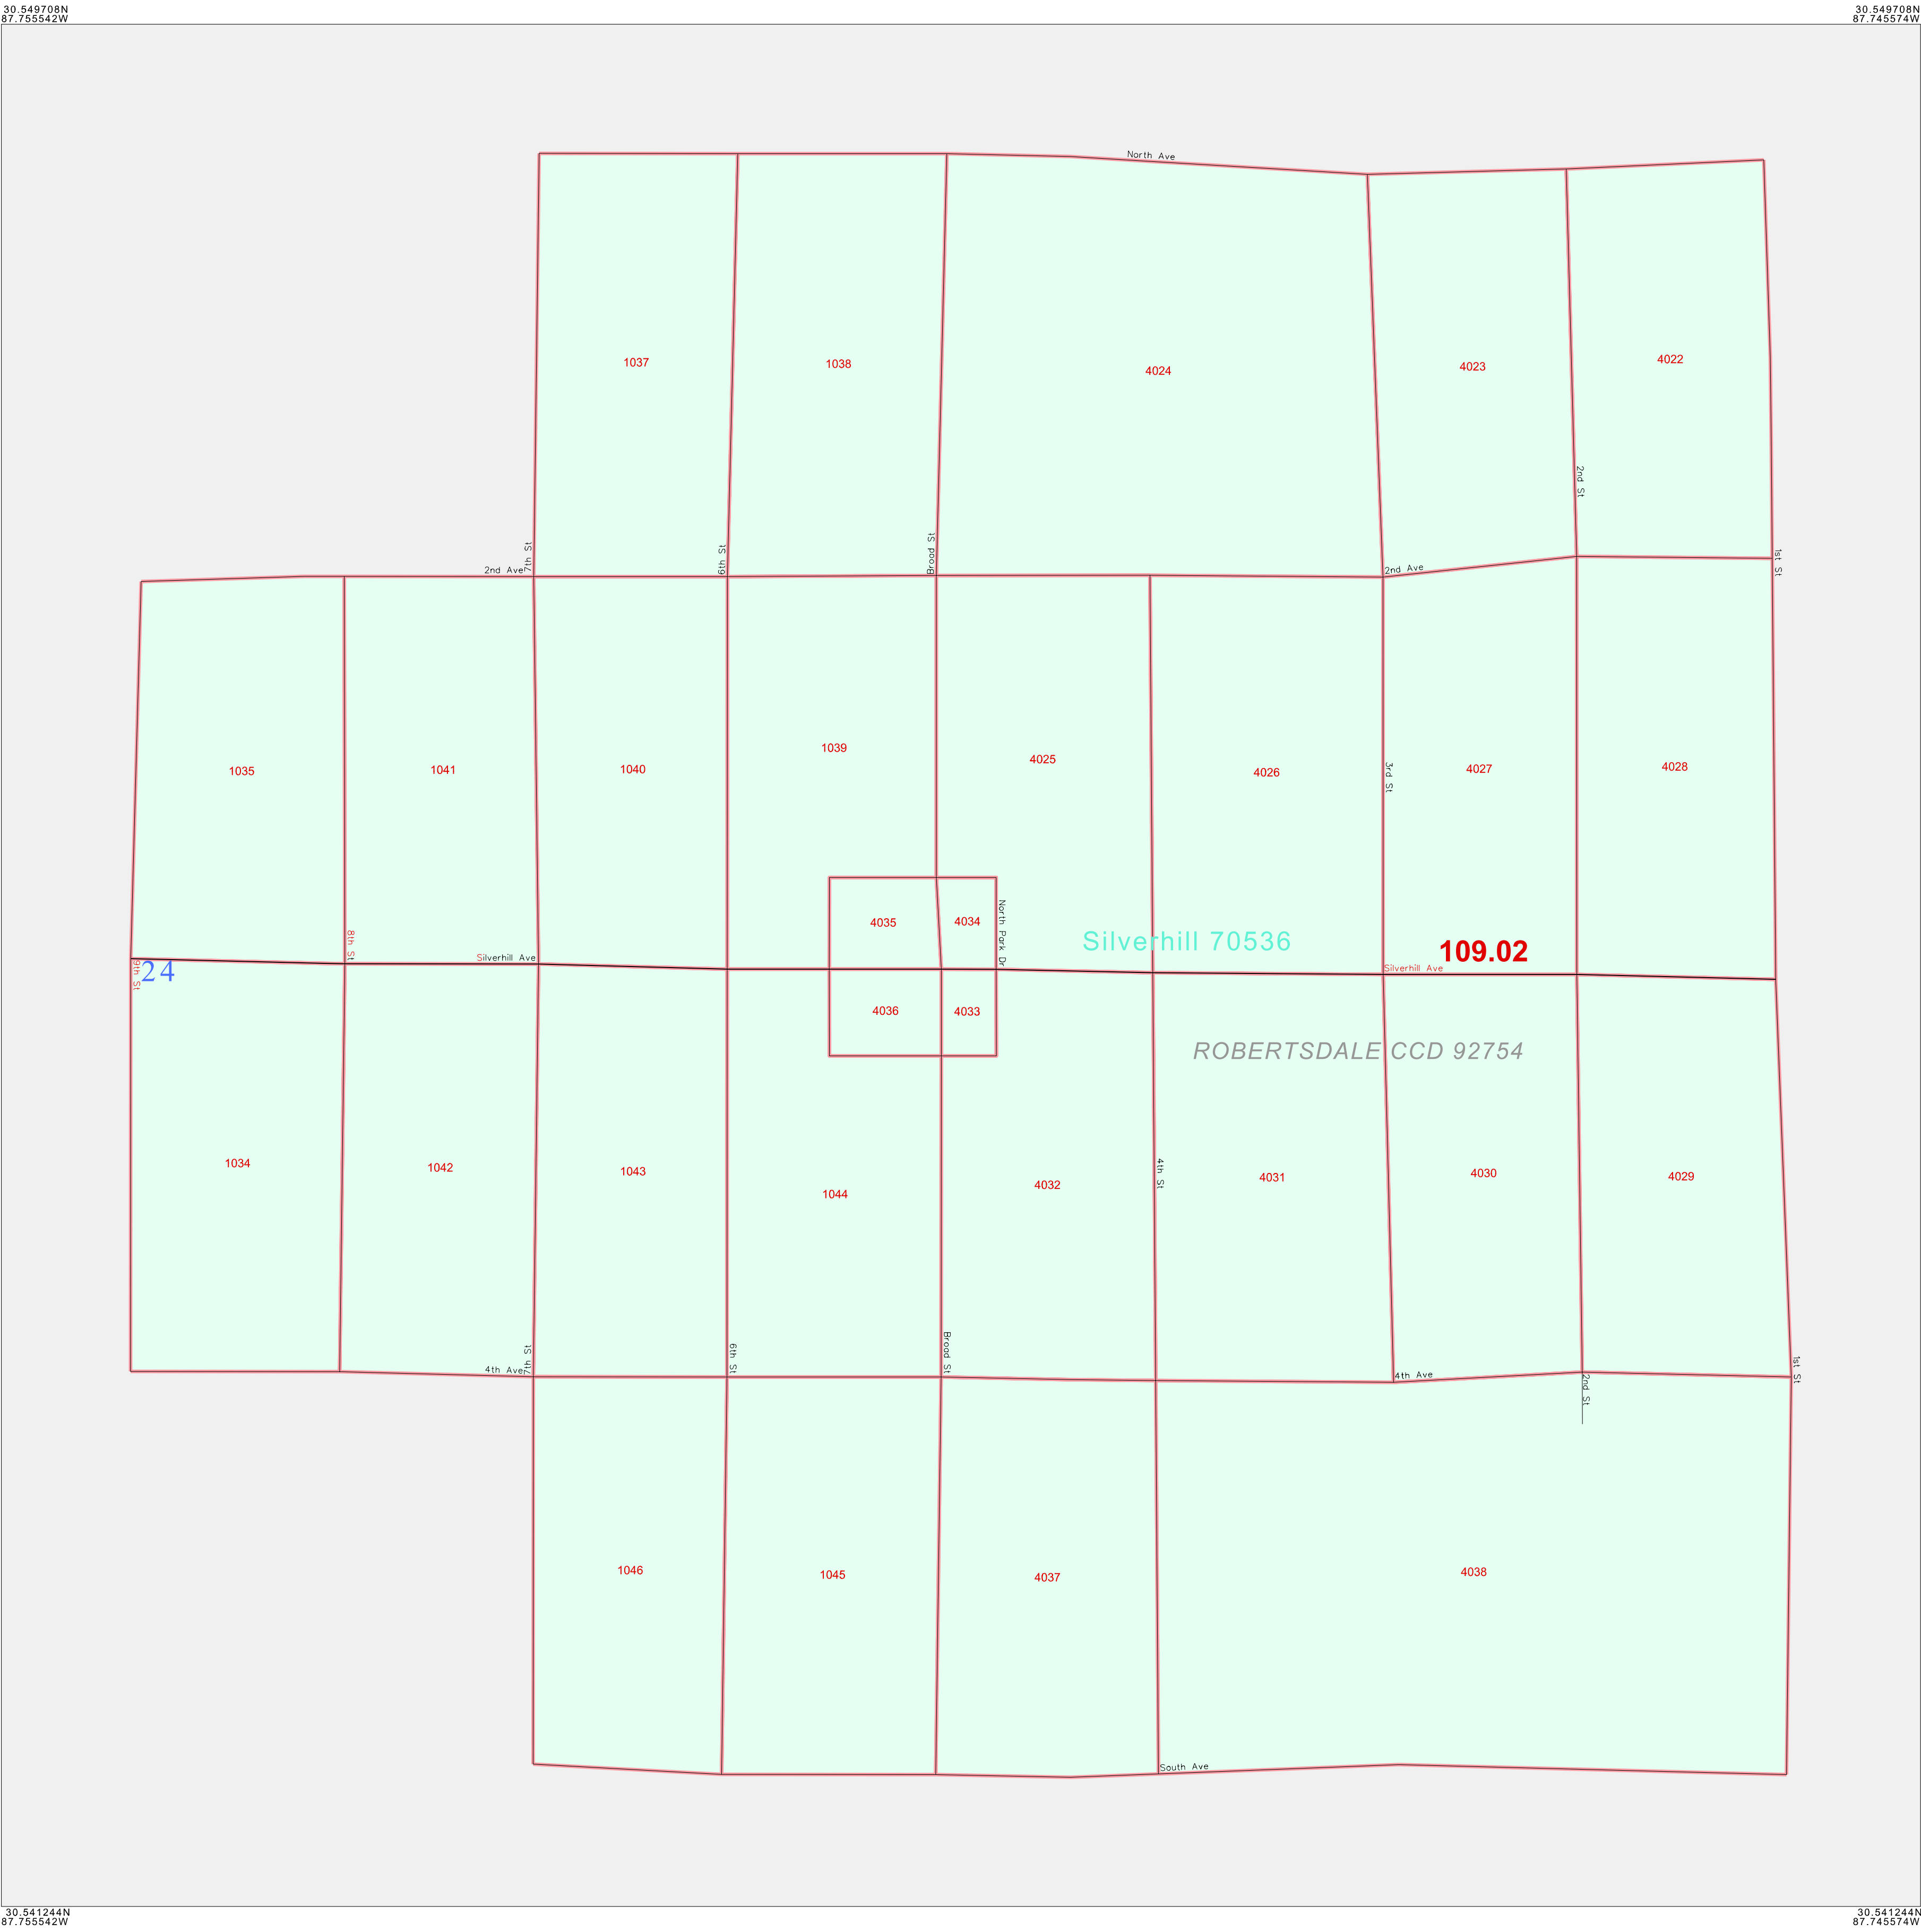 30.549708N
87.755542W
30.549708N
87.745574W
North Ave
1037
1038
4024
4023
4022
2nd St
7th St
6th St
Broad St
1st St
2nd Ave
2nd Ave
1035
1041
1040
1039
4025
4026
3rd St
4027
4028
4035
4034
North Park Dr
8th St
Silverhill Ave
Silverhill 70536
109.02
Silverhill Ave
9th St
24
4036
4033
ROBERTSDALE CCD 92754
1034
1042
1043
1044
4032
4th St
4031
4030
4029
7th St
6th St
Broad St
1st St
4th Ave
4th Ave
2nd St
1046
1045
4037
4038
South Ave
30.541244N
87.755542W
30.541244N
87.745574W